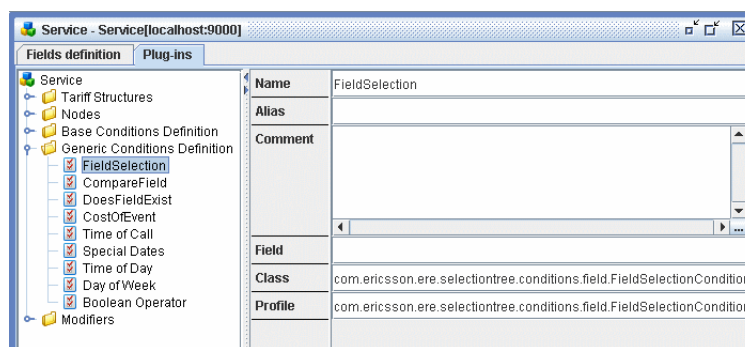 Service - Service[localhost:9000]
Fields definition Plug-ins
Service
Tariff Structures
Nodes
Base Conditions Definition
Generic Conditions Definition
FieldSelection
CompareField
DoesFieldExist
CostOfEvent
Time of Call
Special Dates
Time of Day
Day of Week
Boolean Operator
Modifiers
Name FieldSelection
Alias
Comment
...
Field
Class com.ericsson.ere.selectiontree.conditions.field.FieldSelectionConditio
Profile com.ericsson.ere.selectiontree.conditions.field.FieldSelectionConditio